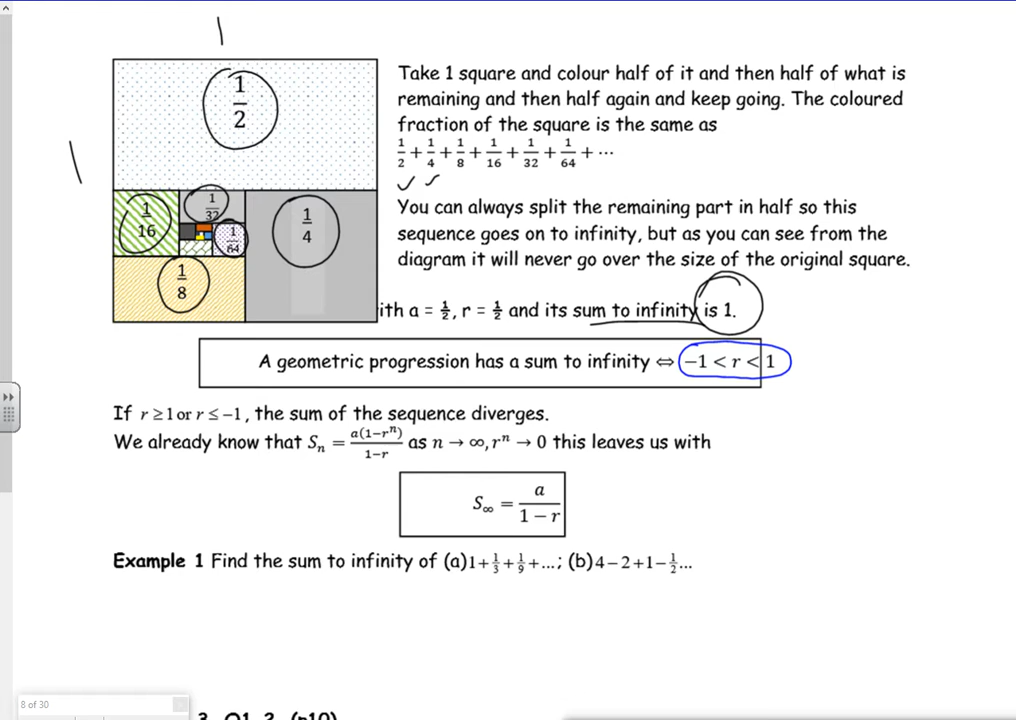 1
1
1/2
Take 1 square and colour half of it and then half of what is
remaining and then half again and keep going. The coloured
fraction of the square is the same as
1/2 + 1/4 + 1/8 + 1/16 + 1/32 + 1/64 + ⋯
✓ ✓
1/16
1/32
1/64
1/4
1/8
You can always split the remaining part in half so this
sequence goes on to infinity, but as you can see from the
diagram it will never go over the size of the original square.
ith a = ½, r = ½ and its sum to infinity is 1.
A geometric progression has a sum to infinity ⇔ −1 < r < 1
If r ≥ 1 or r ≤ −1, the sum of the sequence diverges.
We already know that Sₙ = a(1−rⁿ)/1−r as n → ∞, rⁿ → 0 this leaves us with
S∞ = a/1 − r
Example 1 Find the sum to infinity of (a)1+1/3+1/9+...; (b)4−2+1−1/2...
8 of 30